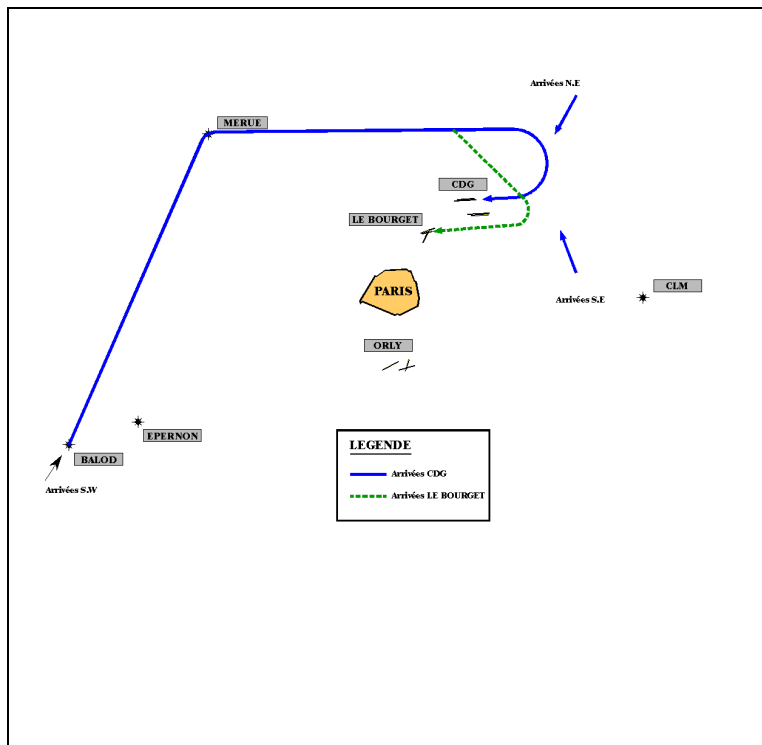 Arrivées N.E
MERUE
CDG
LE BOURGET
PARIS
CLM
Arrivées S.E
ORLY
EPERNON
BALOD
Arrivées S.W
LEGENDE
Arrivées CDG
Arrivées LE BOURGET